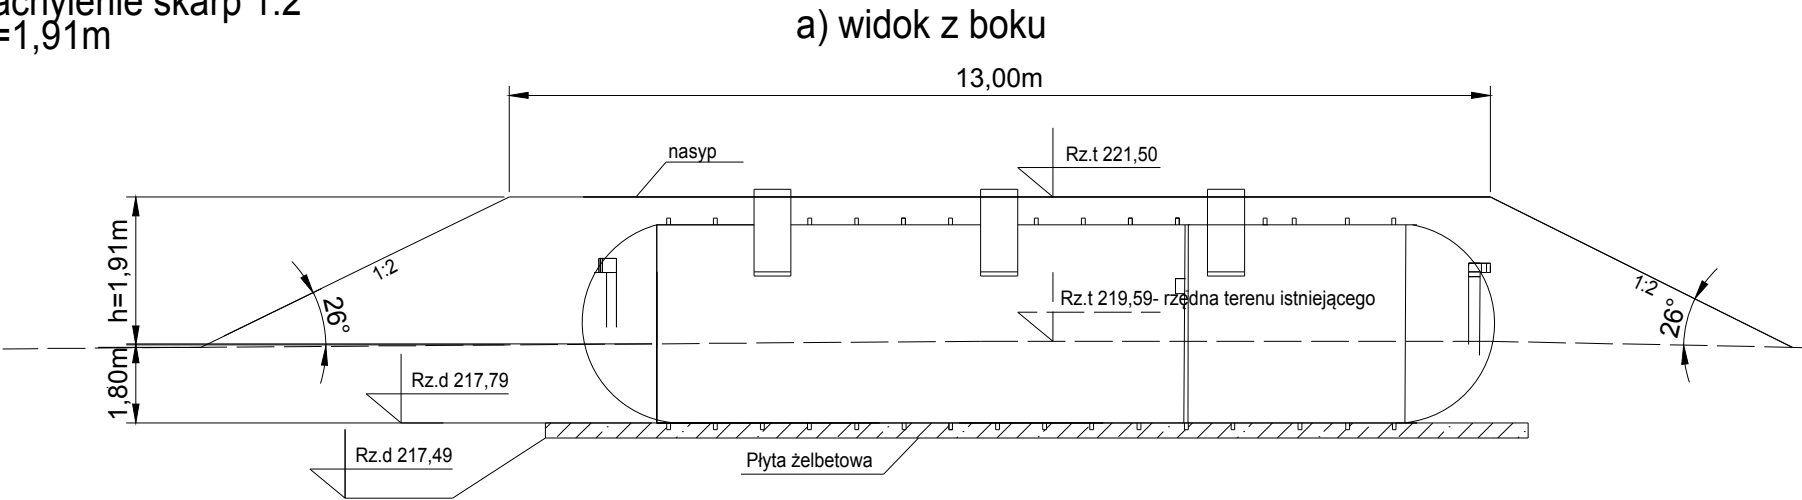 achylenie skarp 1:2
=1,91m
a) widok z boku
13,00m
nasyp
Rz.t 221,50
h=1,91m
1:2
26°
Rz.t 219,59- rzędna terenu istniejącego
1:2
26°
1,80m
Rz.d 217,79
Rz.d 217,49
Płyta żelbetowa